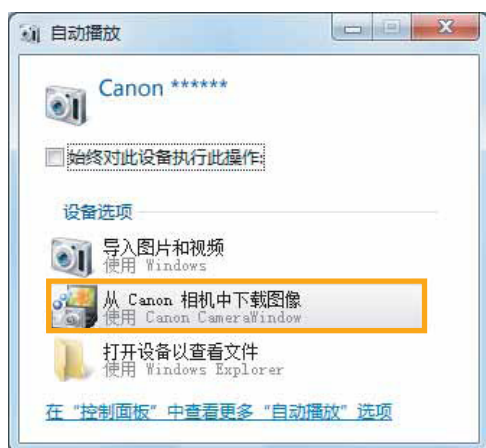 自动播放
Canon ******
始终对此设备执行此操作:
设备选项
导入图片和视频
使用 Windows
从 Canon 相机中下载图像
使用 Canon CameraWindow
打开设备以查看文件
使用 Windows Explorer
在 "控制面板" 中查看更多 "自动播放" 选项